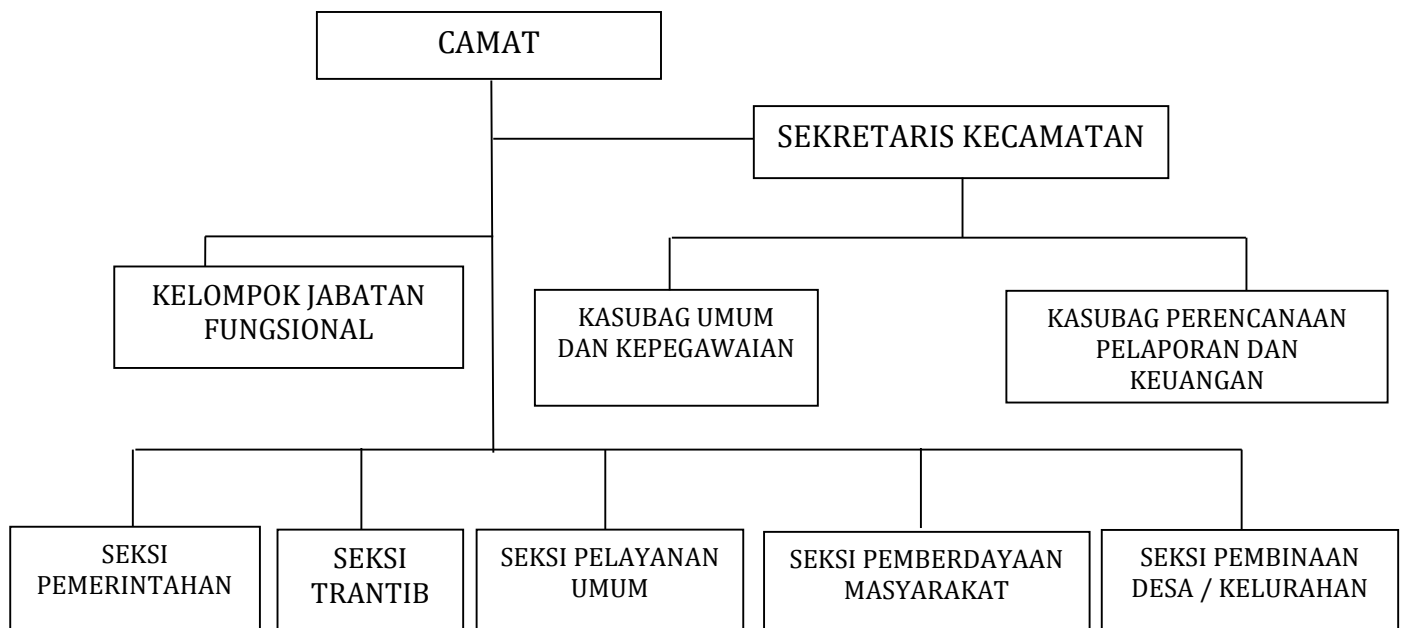 CAMAT
SEKRETARIS KECAMATAN
KELOMPOK JABATAN
FUNGSIONAL
KASUBAG UMUM
DAN KEPEGAWAIAN
KASUBAG PERENCANAAN
PELAPORAN DAN
KEUANGAN
SEKSI
PEMERINTAHAN
SEKSI
TRANTIB
SEKSI PELAYANAN
UMUM
SEKSI PEMBERDAYAAN
MASYARAKAT
SEKSI PEMBINAAN
DESA / KELURAHAN